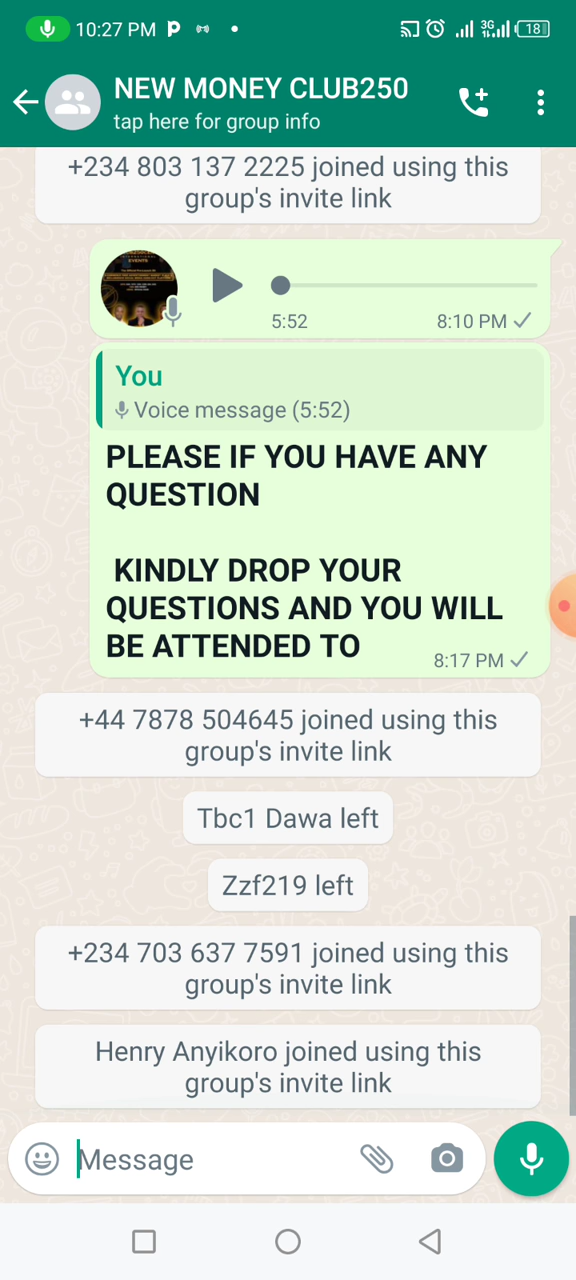 10:27 PM
3G
18
NEW MONEY CLUB250
tap here for group info
+234 803 137 2225 joined using this
group's invite link
EVENTS
5:52
8:10 PM
You
Voice message (5:52)
PLEASE IF YOU HAVE ANY
QUESTION
KINDLY DROP YOUR
QUESTIONS AND YOU WILL
BE ATTENDED TO
8:17 PM
+44 7878 504645 joined using this
group's invite link
Tbc1 Dawa left
Zzf219 left
+234 703 637 7591 joined using this
group's invite link
Henry Anyikoro joined using this
group's invite link
Message